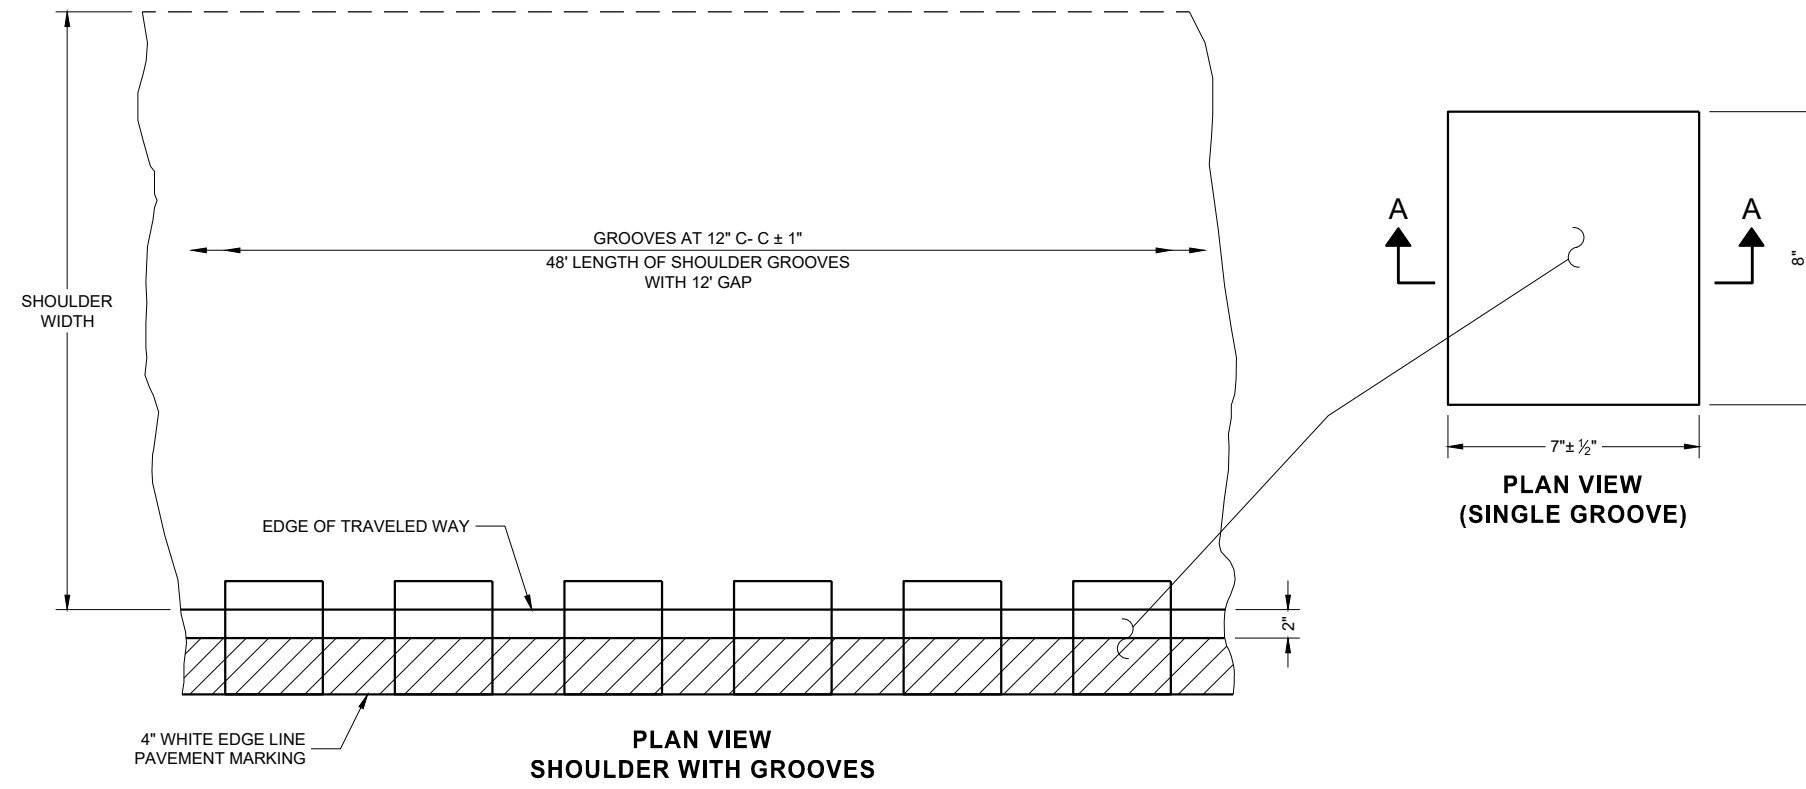 GROOVES AT 12" C- C ± 1"
48' LENGTH OF SHOULDER GROOVES
WITH 12' GAP
SHOULDER
WIDTH
EDGE OF TRAVELED WAY
2"
4" WHITE EDGE LINE
PAVEMENT MARKING
PLAN VIEW
SHOULDER WITH GROOVES
A
A
8"
7"± ½"
PLAN VIEW
(SINGLE GROOVE)